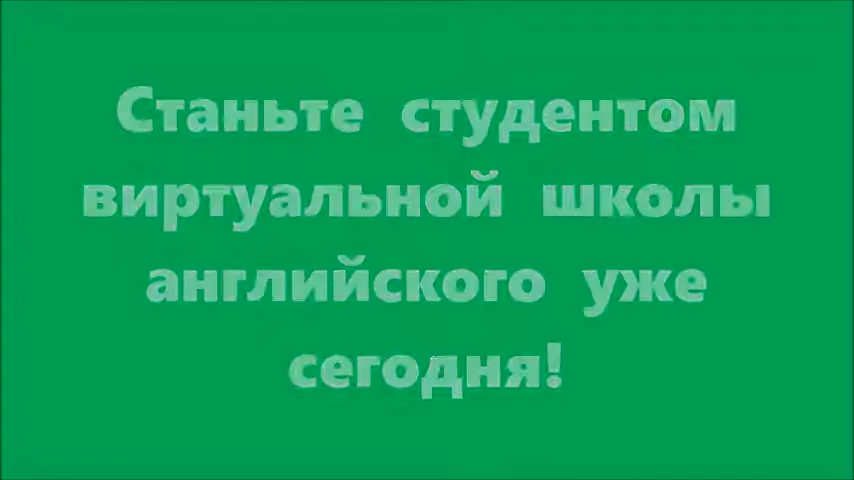 Станьте студентом
виртуальной школы
английского уже
сегодня!